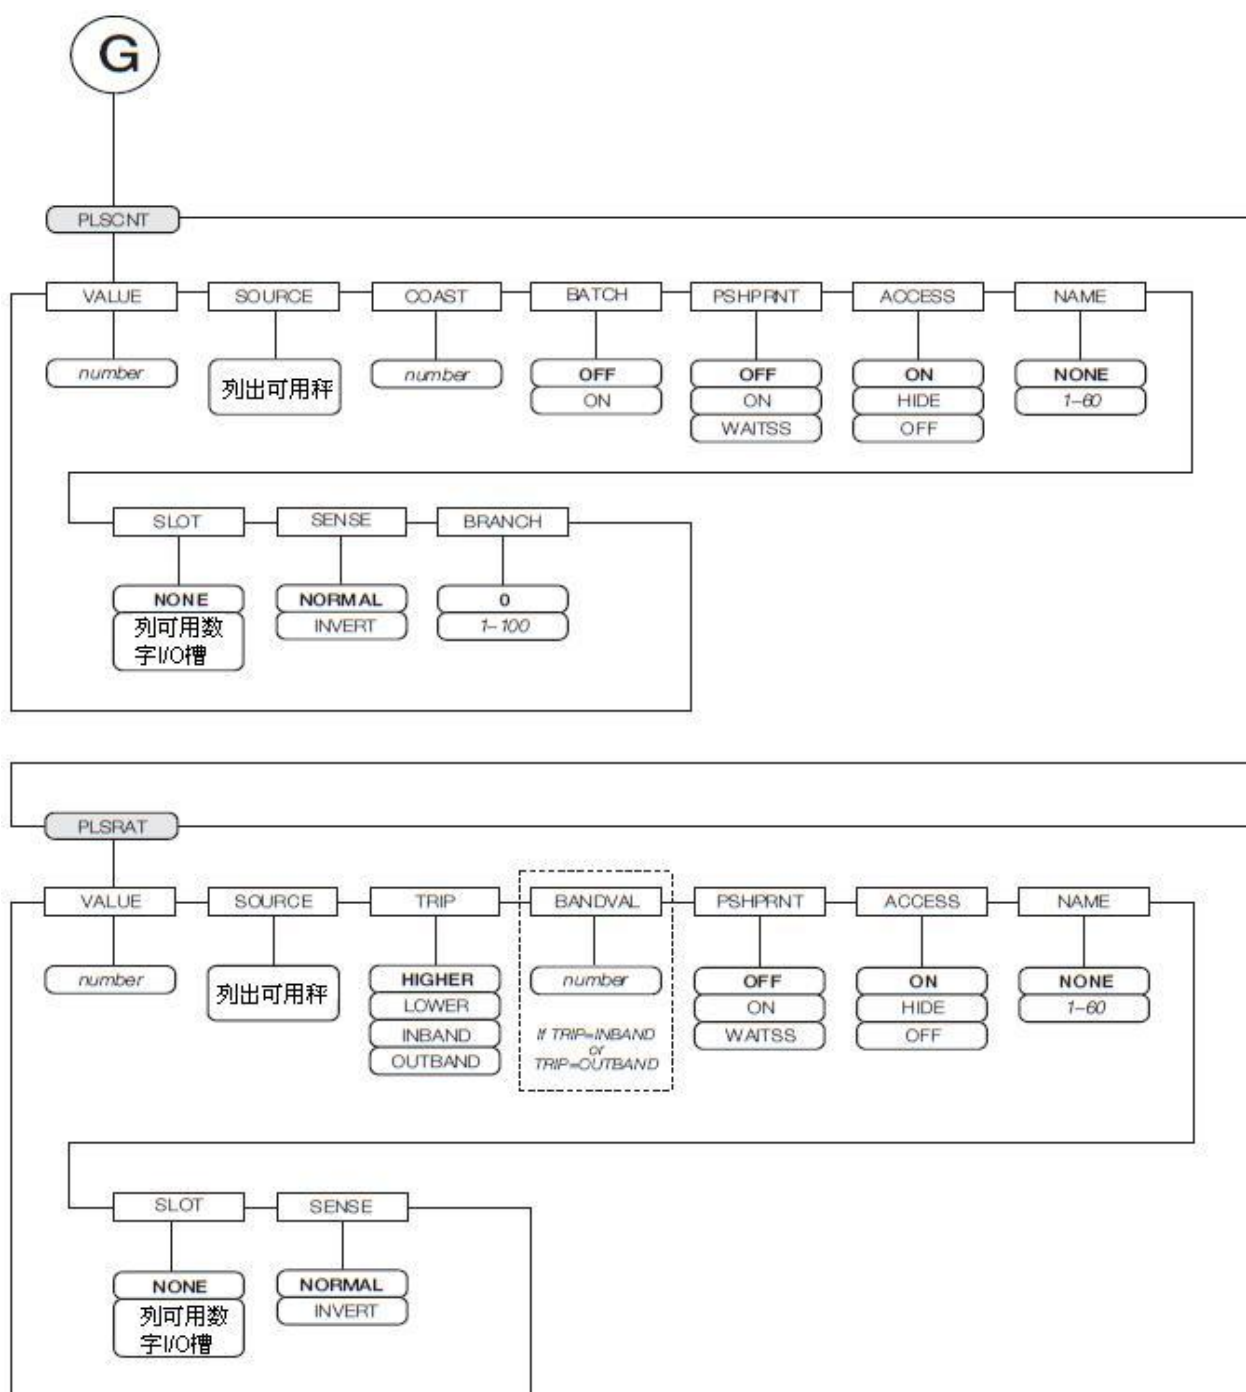 G
PLSCNT
VALUE SOURCE COAST BATCH PSHPRNT ACCESS NAME
number 列出可用秤 number OFF OFF ON NONE
ON ON HIDE 1–60
WAITSS OFF
SLOT SENSE BRANCH
NONE NORMAL 0
列可用数 INVERT 1–100
字I/O槽
PLSRAT
VALUE SOURCE TRIP BANDVAL PSHPRNT ACCESS NAME
number 列出可用秤 HIGHER number OFF ON NONE
LOWER ON HIDE 1–60
INBAND If TRIP=INBAND WAITSS OFF
or
OUTBAND TRIP=OUTBAND
SLOT SENSE
NONE NORMAL
列可用数 INVERT
字I/O槽